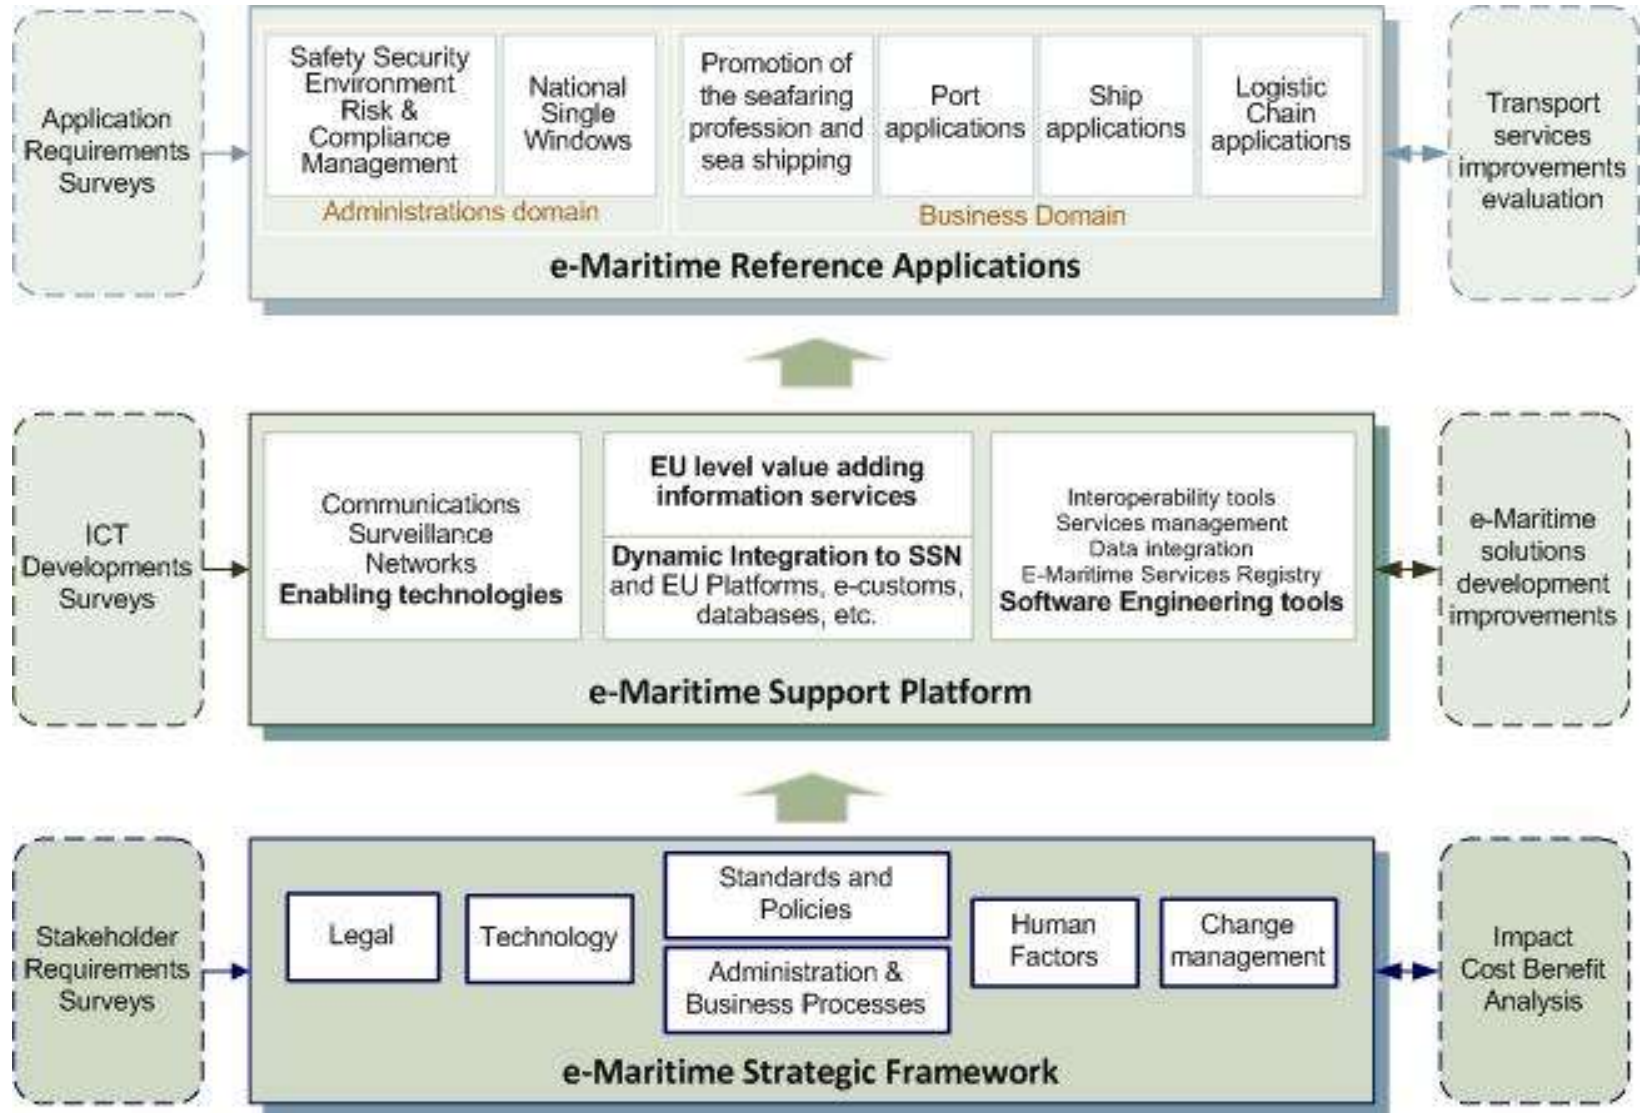 Application
Requirements
Surveys
Safety Security
Environment
Risk &
Compliance
Management
National
Single
Windows
Administrations domain
Promotion of
the seafaring
profession and
sea shipping
Port
applications
Ship
applications
Logistic
Chain
applications
Business Domain
e-Maritime Reference Applications
Transport
services
improvements
evaluation
ICT
Developments
Surveys
Communications
Surveillance
Networks
Enabling technologies
EU level value adding
information services
Dynamic Integration to SSN
and EU Platforms, e-customs,
databases, etc.
Interoperability tools
Services management
Data integration
E-Maritime Services Registry
Software Engineering tools
e-Maritime Support Platform
e-Maritime
solutions
development
improvements
Stakeholder
Requirements
Surveys
Legal
Technology
Standards and
Policies
Administration &
Business Processes
Human
Factors
Change
management
e-Maritime Strategic Framework
Impact
Cost Benefit
Analysis